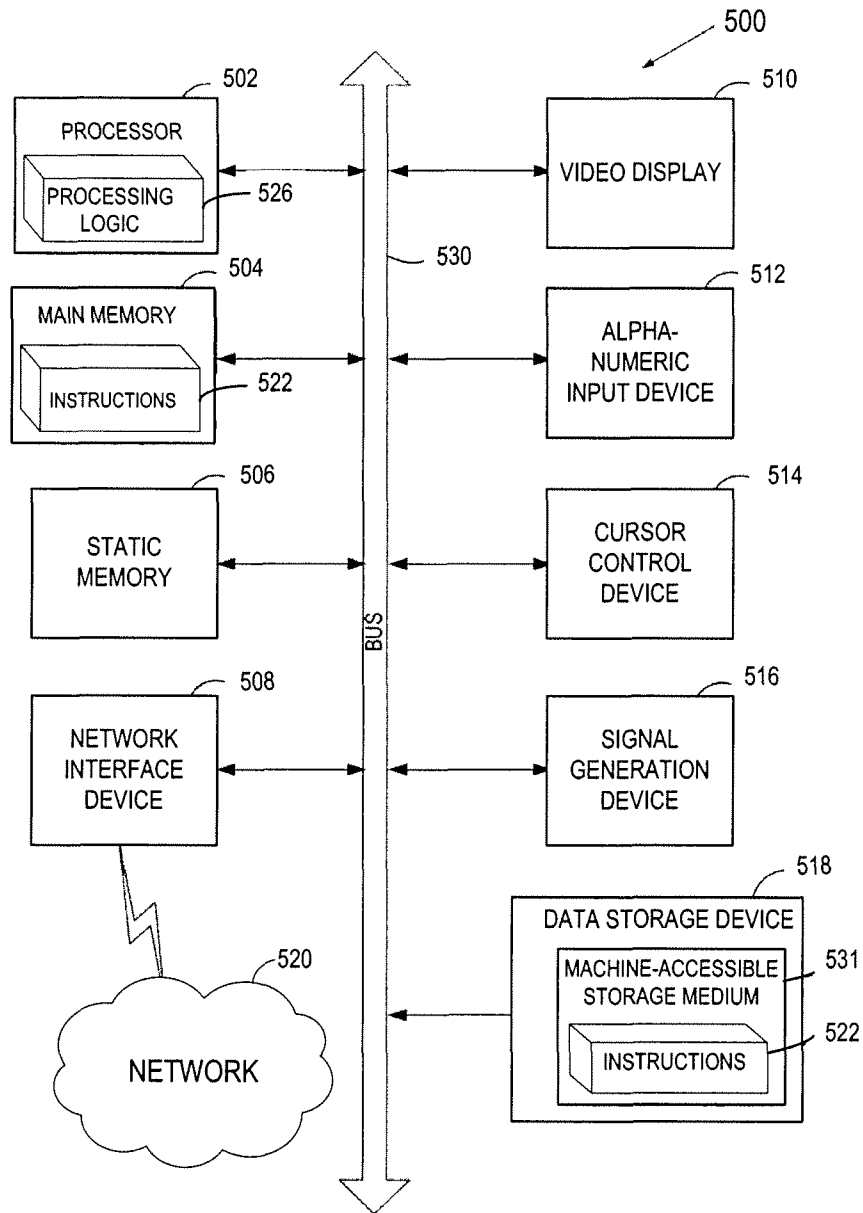 500
502
PROCESSOR
PROCESSING
LOGIC
526
504
MAIN MEMORY
INSTRUCTIONS
522
506
STATIC
MEMORY
508
NETWORK
INTERFACE
DEVICE
520
NETWORK
BUS
530
510
VIDEO DISPLAY
512
ALPHA-
NUMERIC
INPUT DEVICE
514
CURSOR
CONTROL
DEVICE
516
SIGNAL
GENERATION
DEVICE
518
DATA STORAGE DEVICE
MACHINE-ACCESSIBLE
STORAGE MEDIUM
531
INSTRUCTIONS
522